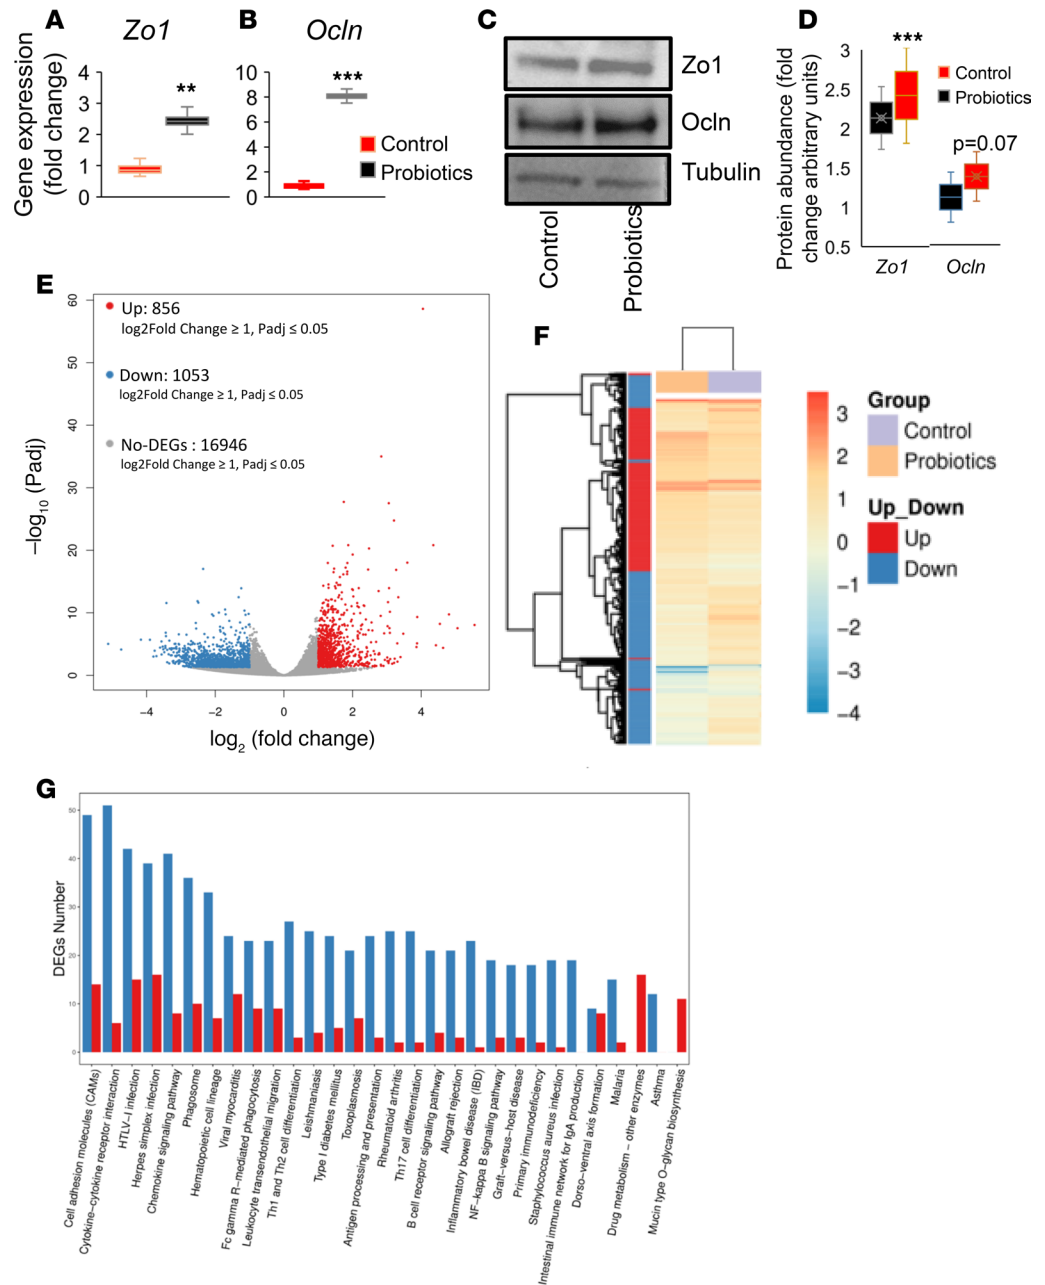 A
Zo1
Gene expression
(fold change)
4
3
2
1
0
**
B
Ocln
10
8
6
4
2
0
***
Control
Probiotics
C
Zo1
Ocln
Tubulin
Control
Probiotics
D
Protein abundance (fold
change arbitrary units)
3
2.5
2
1.5
1
0.5
***
p=0.07
Control
Probiotics
Zo1
Ocln
E
Up: 856
log2Fold Change ≥ 1, Padj ≤ 0.05
Down: 1053
log2Fold Change ≥ 1, Padj ≤ 0.05
No-DEGs : 16946
log2Fold Change ≥ 1, Padj ≤ 0.05
−log10 (Padj)
60
50
40
30
20
10
0
−4
−2
0
2
4
log2 (fold change)
F
3
2
1
0
−1
−2
−3
−4
Group
Control
Probiotics
Up_Down
Up
Down
G
DEGs Number
50
40
30
20
10
0
Cell adhesion molecules (CAMs)
Cytokine−cytokine receptor interaction
HTLV−I infection
Herpes simplex infection
Chemokine signaling pathway
Phagosome
Hematopoietic cell lineage
Viral myocarditis
Fc gamma R−mediated phagocytosis
Leukocyte transendothelial migration
Th1 and Th2 cell differentiation
Leishmaniasis
Type I diabetes mellitus
Toxoplasmosis
Antigen processing and presentation
Rheumatoid arthritis
Th17 cell differentiation
B cell receptor signaling pathway
Allograft rejection
Inflammatory bowel disease (IBD)
NF−kappa B signaling pathway
Graft−versus−host disease
Primary immunodeficiency
Staphylococcus aureus infection
Intestinal immune network for IgA production
Dorso−ventral axis formation
Malaria
Drug metabolism − other enzymes
Asthma
Mucin type O−glycan biosynthesis